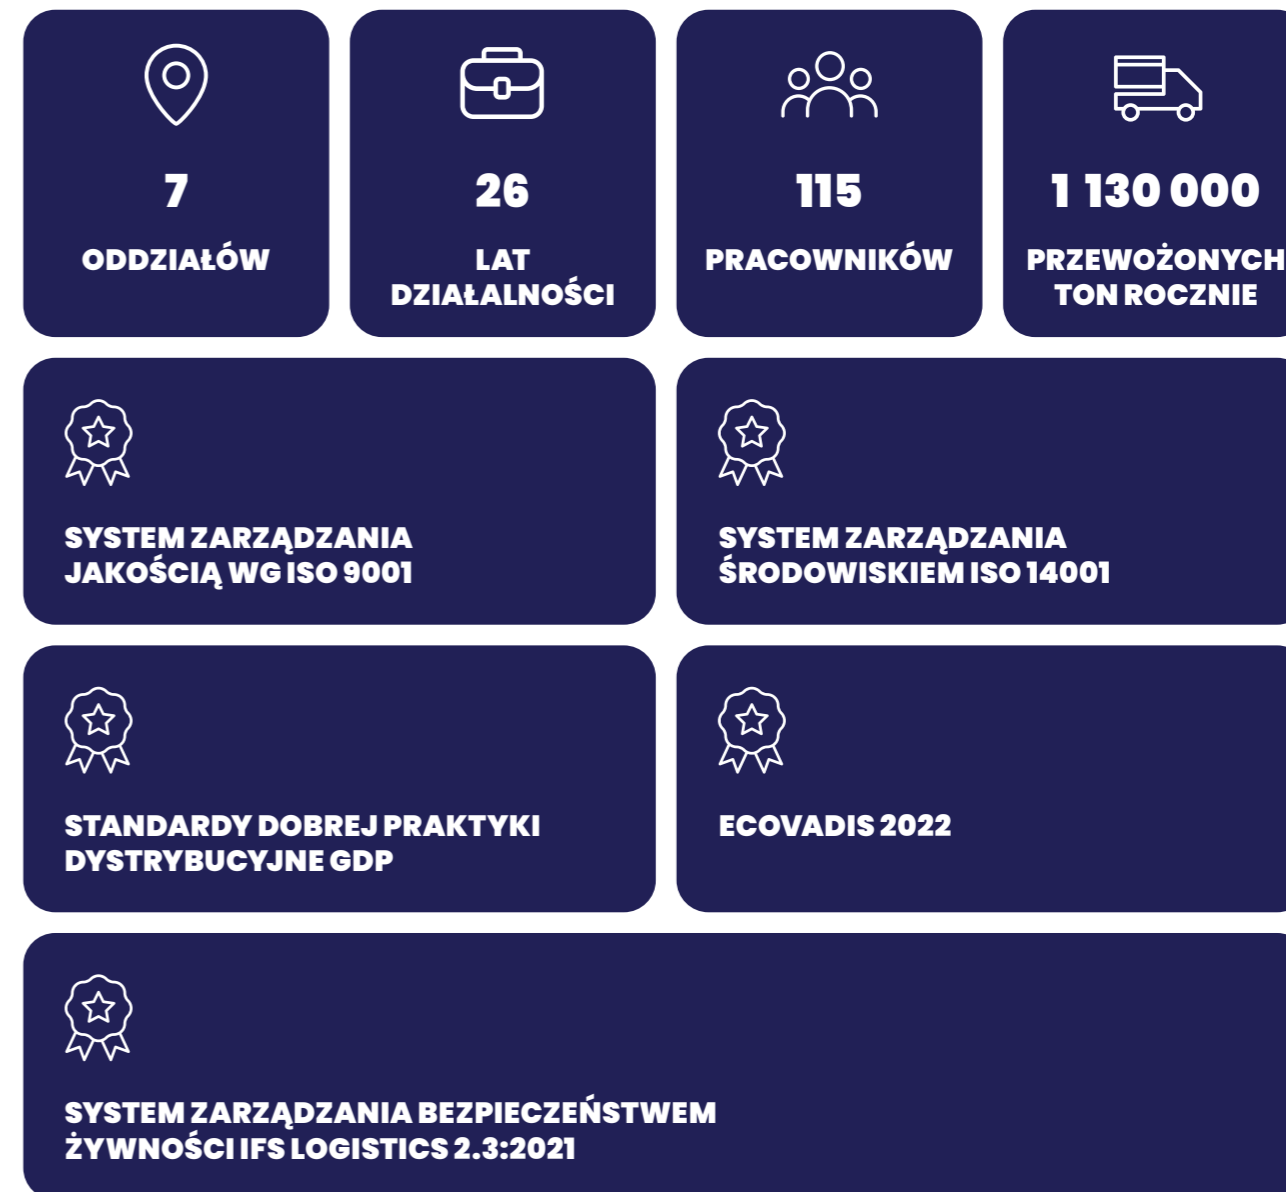 7
ODDZIAŁÓW
26
LAT
DZIAŁALNOŚCI
115
PRACOWNIKÓW
1 130 000
PRZEWOŻONYCH
TON ROCZNIE
SYSTEM ZARZĄDZANIA
JAKOŚCIĄ WG ISO 9001
SYSTEM ZARZĄDZANIA
ŚRODOWISKIEM ISO 14001
STANDARDY DOBREJ PRAKTYKI
DYSTRYBUCYJNE GDP
ECOVADIS 2022
SYSTEM ZARZĄDZANIA BEZPIECZEŃSTWEM
ŻYWNOŚCI IFS LOGISTICS 2.3:2021